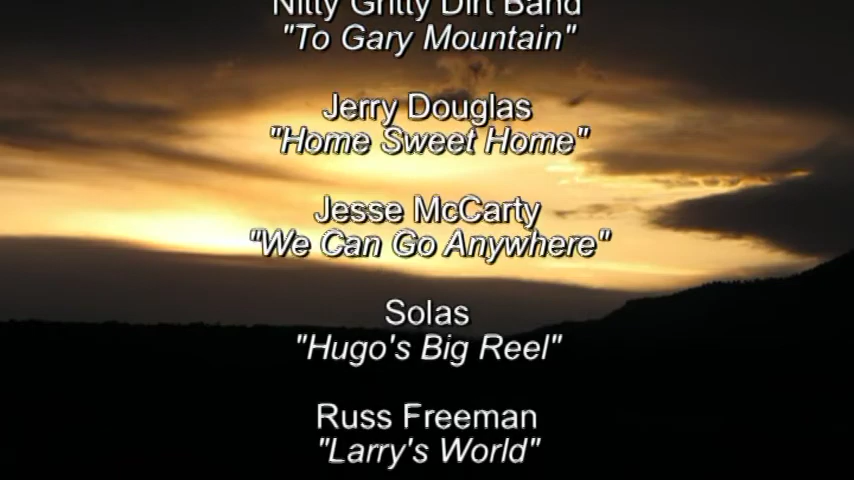 Nitty Gritty Dirt Band
"To Gary Mountain"
Jerry Douglas
"Home Sweet Home"
Jesse McCarty
"We Can Go Anywhere"
Solas
"Hugo's Big Reel"
Russ Freeman
"Larry's World"